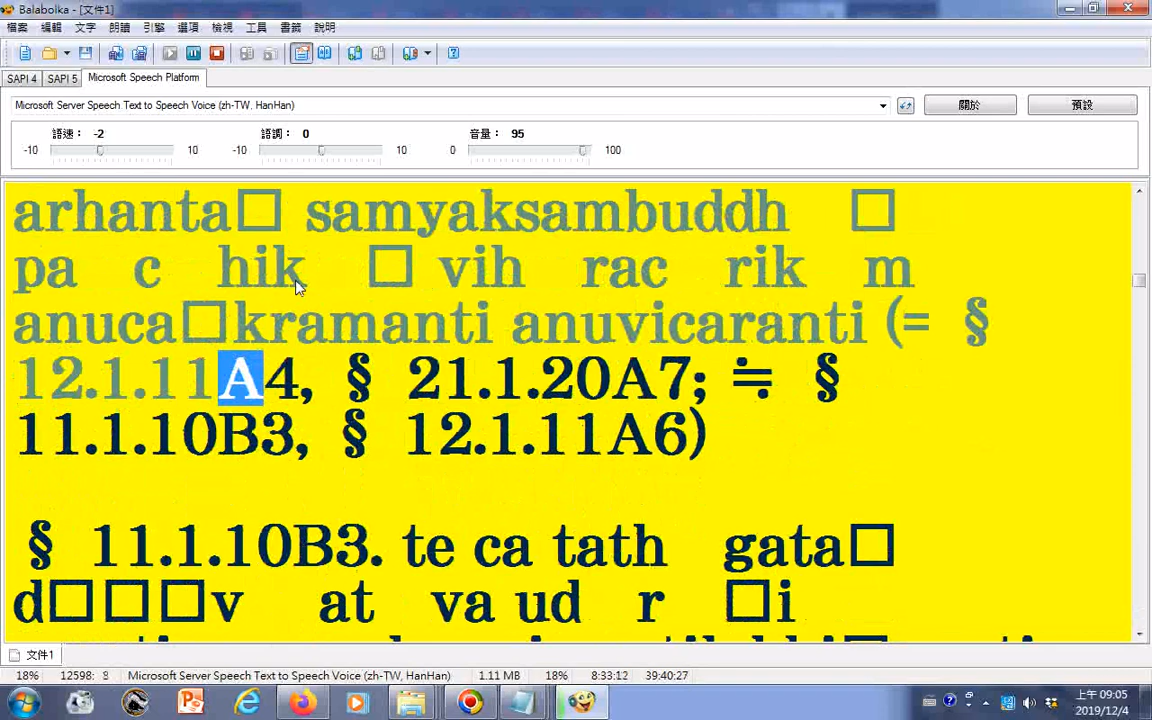 Balabolka - [文件1]
檔案 編輯 文字 朗讀 引擎 選項 檢視 工具 書籤 說明
SAPI 4 SAPI 5 Microsoft Speech Platform
Microsoft Server Speech Text to Speech Voice (zh-TW, HanHan) 關於 預設
語速： -2 語調： 0 音量： 95
-10 10 -10 10 0 100
arhanta□ samyaksambuddh □
pa c hik □ vih rac rik m
anuca□kramanti anuvicaranti (= §
12.1.11A4, § 21.1.20A7; ≒ §
11.1.10B3, § 12.1.11A6)
§ 11.1.10B3. te ca tath gata□
d□□□v at va ud r □i
文件1
18% 12598: 8 Microsoft Server Speech Text to Speech Voice (zh-TW, HanHan) 1.11 MB 18% 8:33:12 39:40:27
上午 09:05
2019/12/4